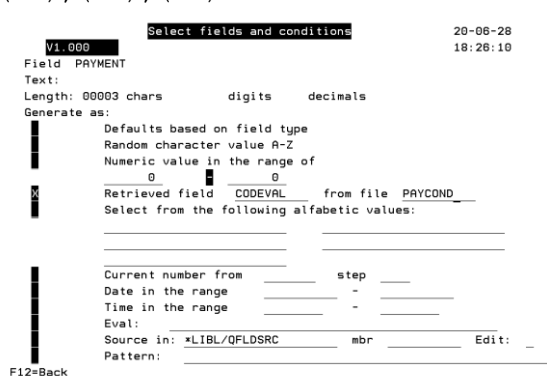 Select fields and conditions 20-06-28
V1.000 18:26:10
Field PAYMENT
Text:
Length: 00003 chars digits decimals
Generate as:
Defaults based on field type
Random character value A-Z
Numeric value in the range of
0 - 0
X Retrieved field CODEVAL from file PAYCOND_
Select from the following alfabetic values:
Current number from step
Date in the range -
Time in the range -
Eval:
Source in: *LIBL/QFLDSRC mbr Edit: _
Pattern:
F12=Back